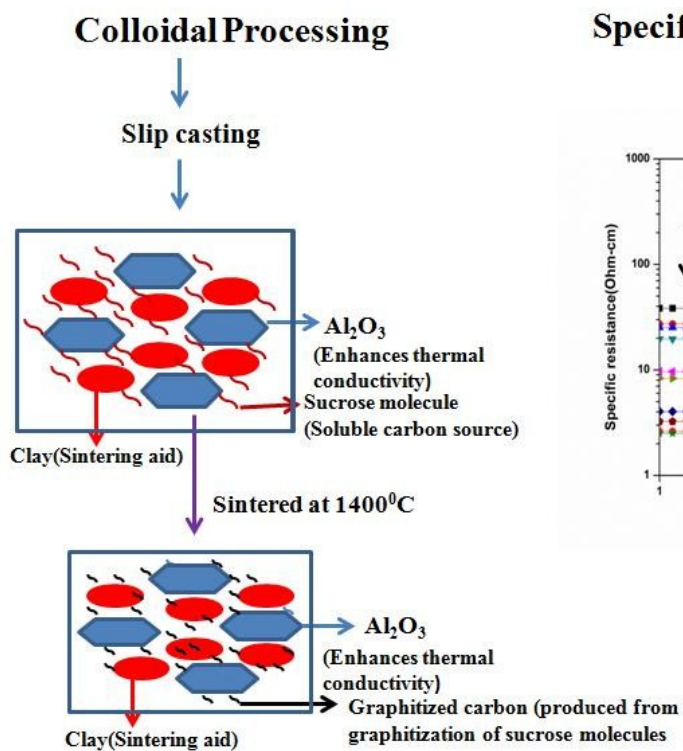 Colloidal Processing
Slip casting
Al₂O₃
(Enhances thermal
conductivity)
Sucrose molecule
(Soluble carbon source)
Clay(Sintering aid)
Sintered at 1400⁰C
Al₂O₃
(Enhances thermal
conductivity)
Graphitized carbon (produced from
graphitization of sucrose molecules
Clay(Sintering aid)
Specif
Specific resistance(Ohm-cm)
1000
100
10
1
1